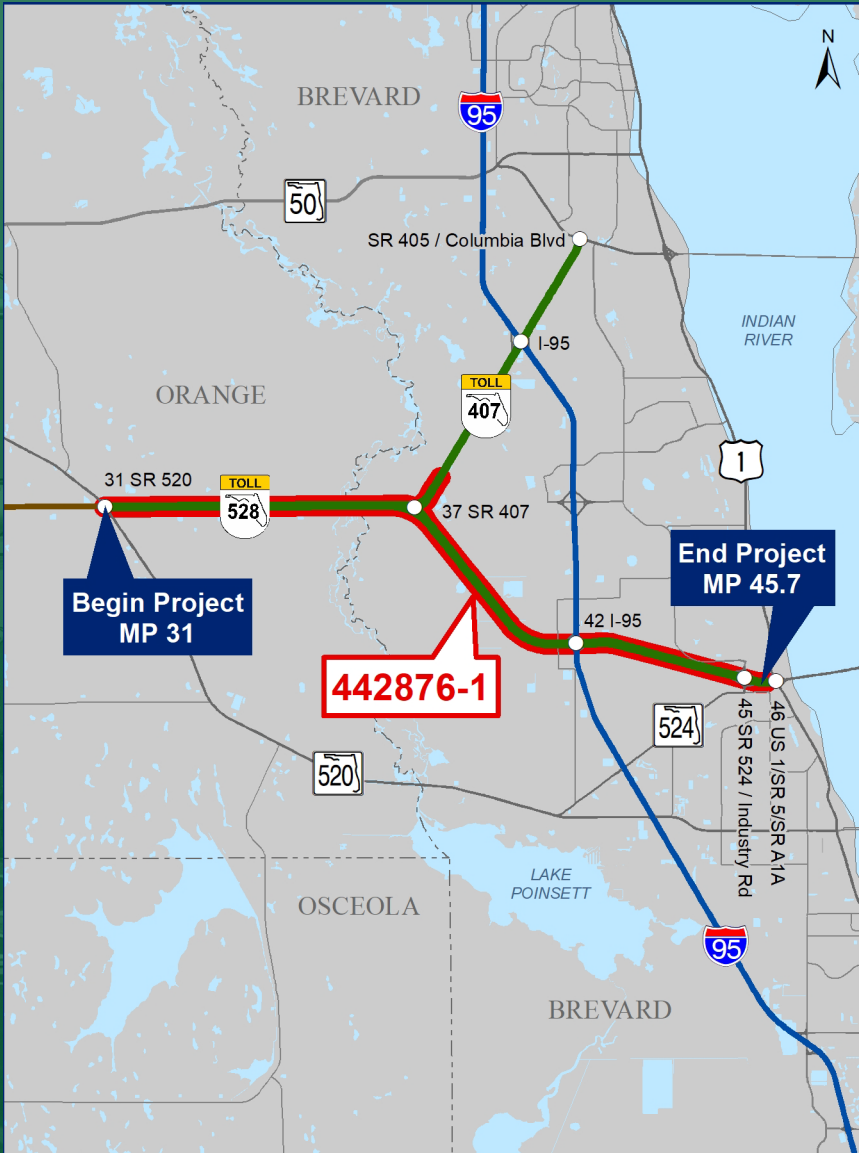 N
BREVARD
95
50
SR 405 / Columbia Blvd
INDIAN
RIVER
I-95
TOLL
407
ORANGE
1
31 SR 520
TOLL
528
37 SR 407
End Project
MP 45.7
Begin Project
MP 31
42 I-95
442876-1
524
45 SR 524 / Industry Rd
46 US 1/SR 5/SR A1A
520
LAKE
POINSETT
OSCEOLA
95
BREVARD